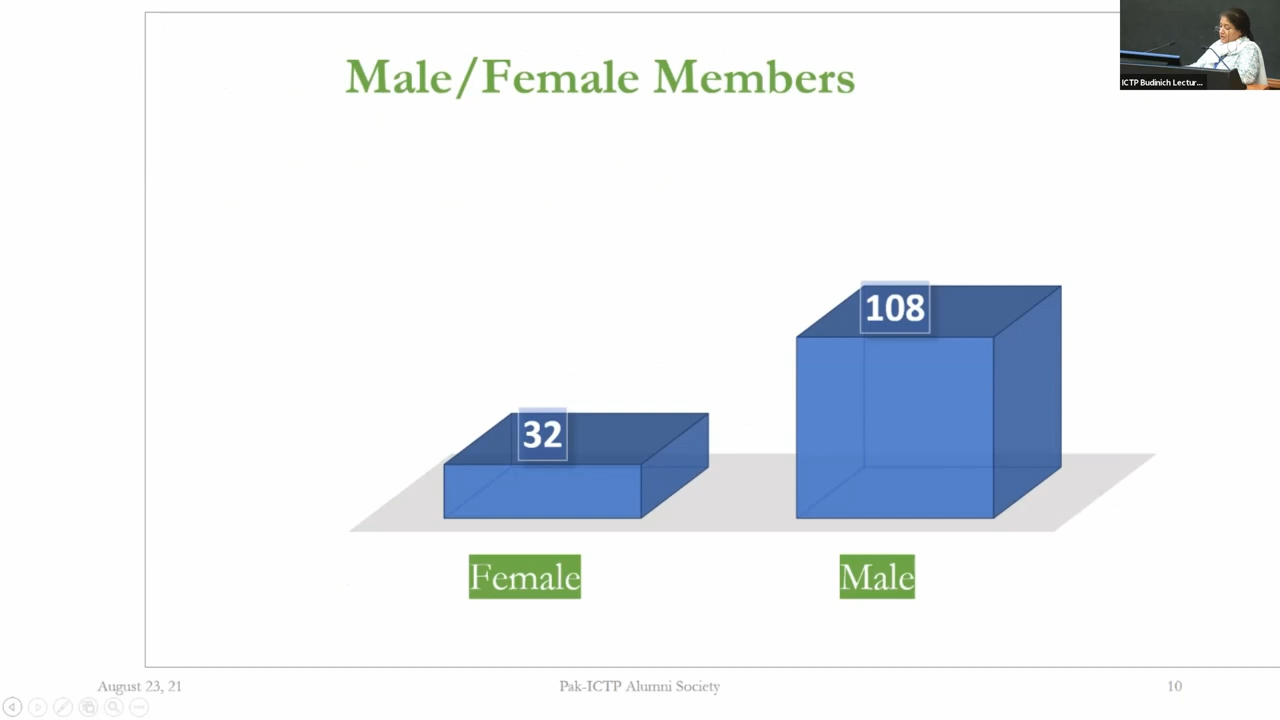 Male/Female Members
ICTP Budinich Lectur...
108
32
Female
Male
August 23, 21
Pak-ICTP Alumni Society
10